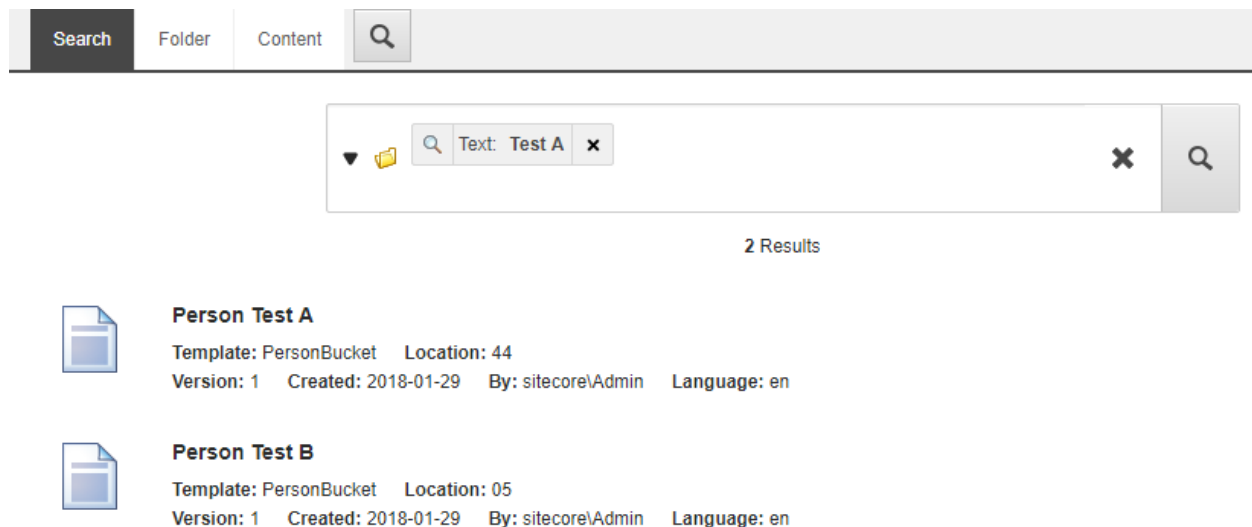 Search Folder Content
Text: Test A
2 Results
Person Test A
Template: PersonBucket Location: 44
Version: 1 Created: 2018-01-29 By: sitecore\Admin Language: en
Person Test B
Template: PersonBucket Location: 05
Version: 1 Created: 2018-01-29 By: sitecore\Admin Language: en